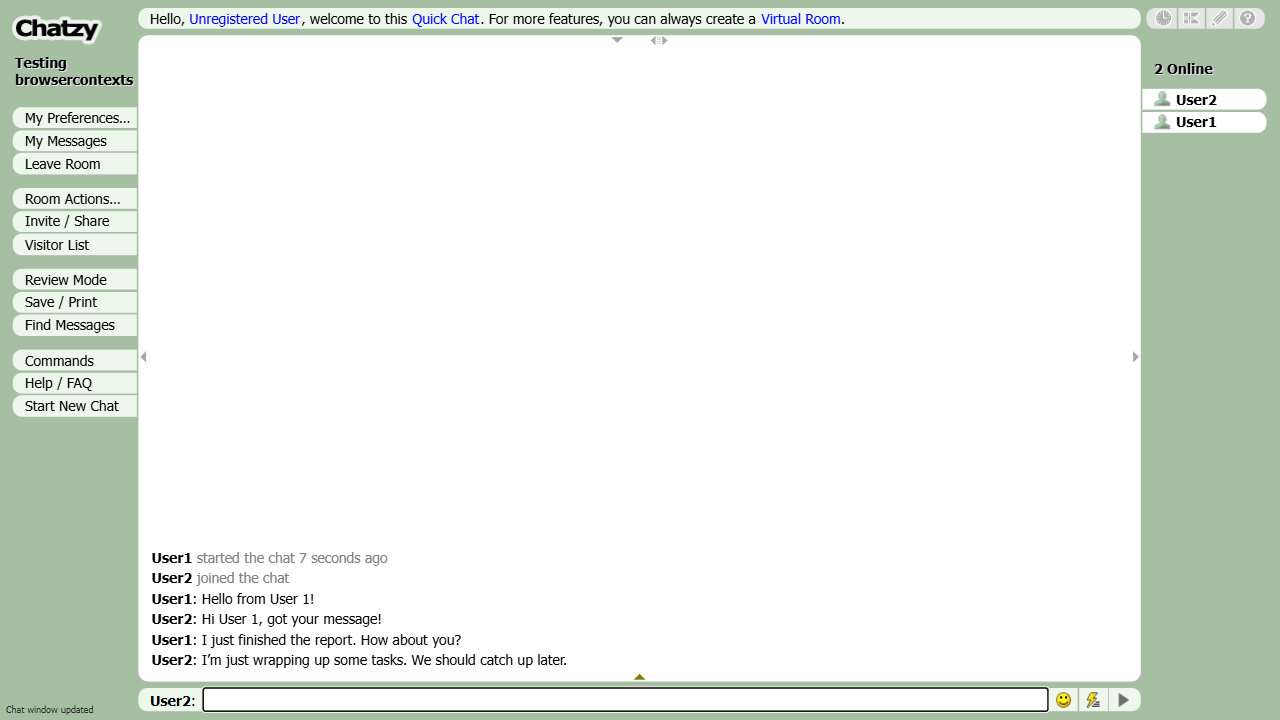 Chatzy
Testing
browsercontexts
My Preferences...
My Messages
Leave Room
Room Actions...
Invite / Share
Visitor List
Review Mode
Save / Print
Find Messages
Commands
Help / FAQ
Start New Chat
Chat window updated
Hello, Unregistered User, welcome to this Quick Chat. For more features, you can always create a Virtual Room.
User1 started the chat 7 seconds ago
User2 joined the chat
User1: Hello from User 1!
User2: Hi User 1, got your message!
User1: I just finished the report. How about you?
User2: I’m just wrapping up some tasks. We should catch up later.
User2:
2 Online
User2
User1